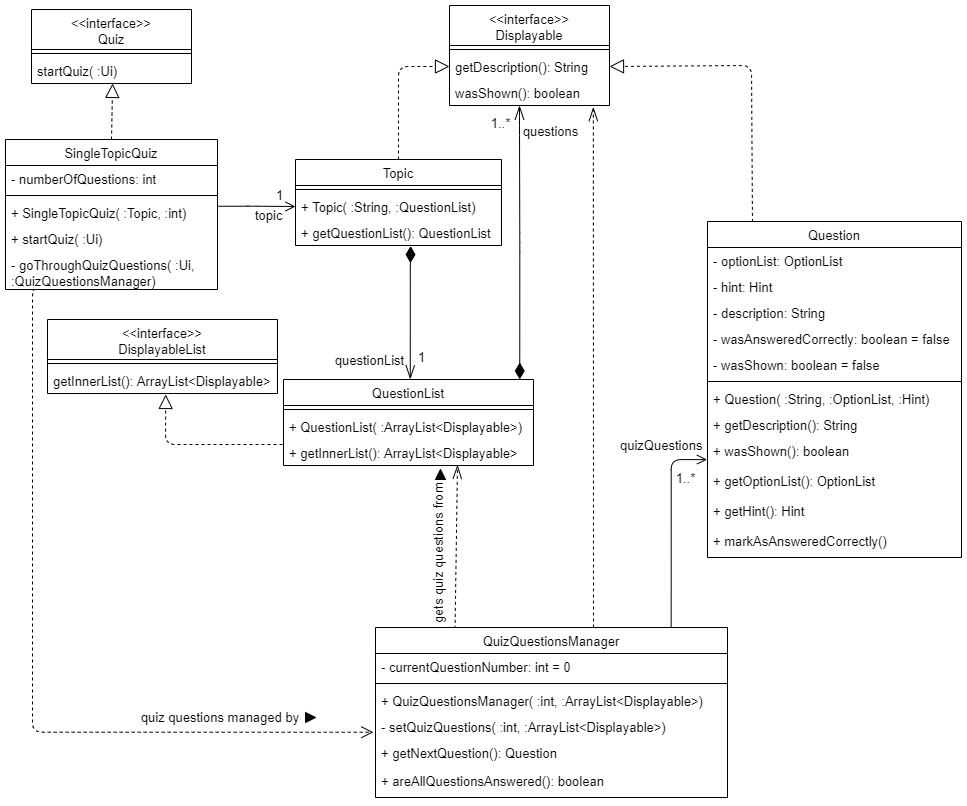 <<interface>>
Quiz
startQuiz( :Ui)
<<interface>>
Displayable
getDescription(): String
wasShown(): boolean
1..*
questions
SingleTopicQuiz
- numberOfQuestions: int
+ SingleTopicQuiz( :Topic, :int)
+ startQuiz( :Ui)
- goThroughQuizQuestions( :Ui,
:QuizQuestionsManager)
1
topic
Topic
+ Topic( :String, :QuestionList)
+ getQuestionList(): QuestionList
Question
- optionList: OptionList
- hint: Hint
- description: String
- wasAnsweredCorrectly: boolean = false
- wasShown: boolean = false
+ Question( :String, :OptionList, :Hint)
+ getDescription(): String
+ wasShown(): boolean
+ getOptionList(): OptionList
+ getHint(): Hint
+ markAsAnsweredCorrectly()
<<interface>>
DisplayableList
getInnerList(): ArrayList<Displayable>
questionList
1
QuestionList
+ QuestionList( :ArrayList<Displayable>)
+ getInnerList(): ArrayList<Displayable>
quizQuestions
1..*
gets quiz questions from ▶
QuizQuestionsManager
- currentQuestionNumber: int = 0
+ QuizQuestionsManager( :int, :ArrayList<Displayable>)
- setQuizQuestions( :int, :ArrayList<Displayable>)
+ getNextQuestion(): Question
+ areAllQuestionsAnswered(): boolean
quiz questions managed by ▶